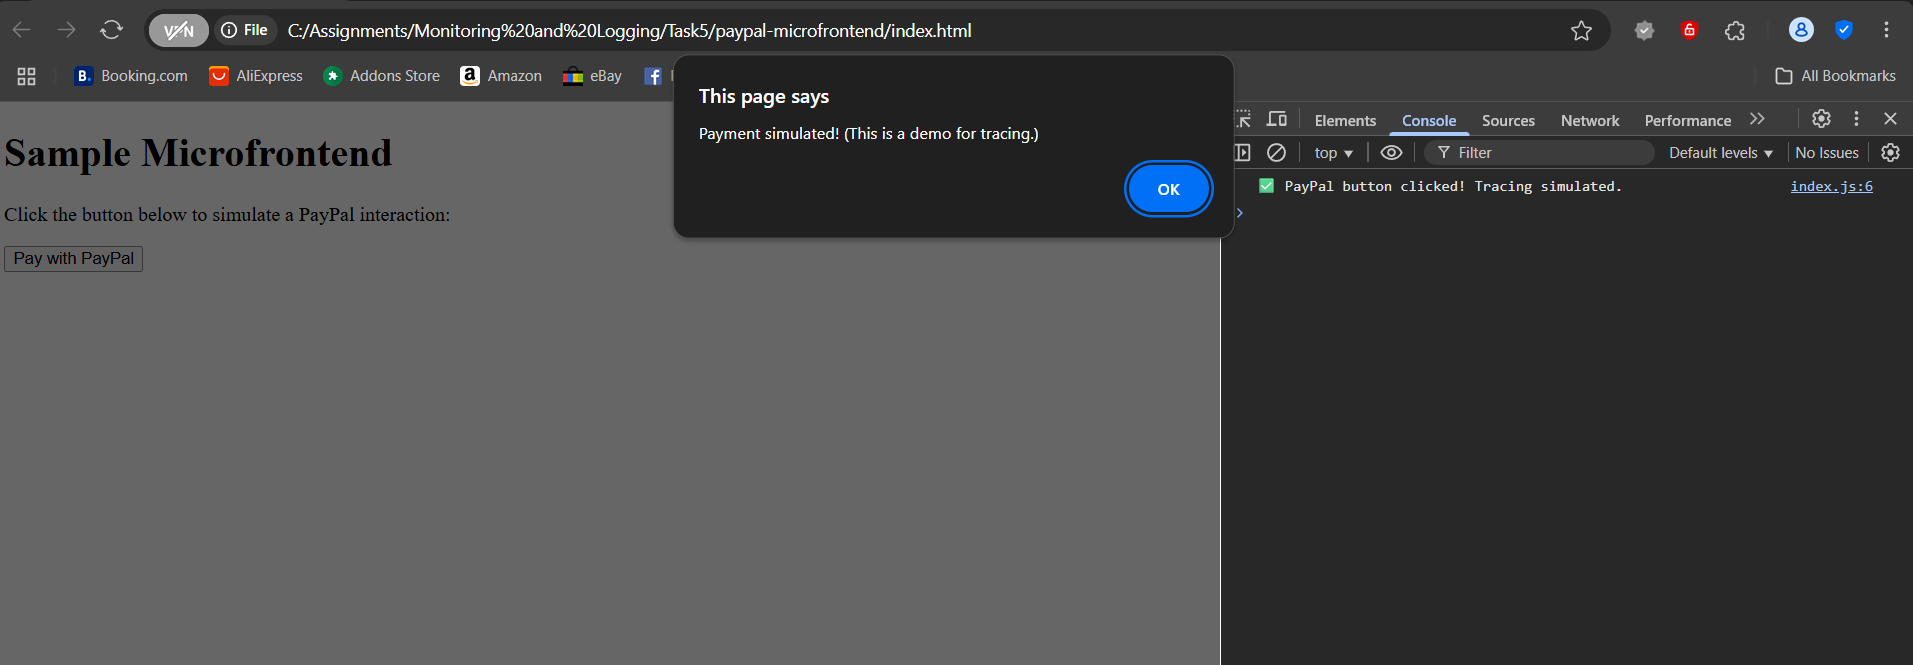 VPN
File
C:/Assignments/Monitoring%20and%20Logging/Task5/paypal-microfrontend/index.html
B. Booking.com
AliExpress
Addons Store
a Amazon
eBay
f
All Bookmarks
This page says
Payment simulated! (This is a demo for tracing.)
OK
Sample Microfrontend
Click the button below to simulate a PayPal interaction:
Pay with PayPal
Elements Console Sources Network Performance
top Filter Default levels No Issues
✅ PayPal button clicked! Tracing simulated. index.js:6